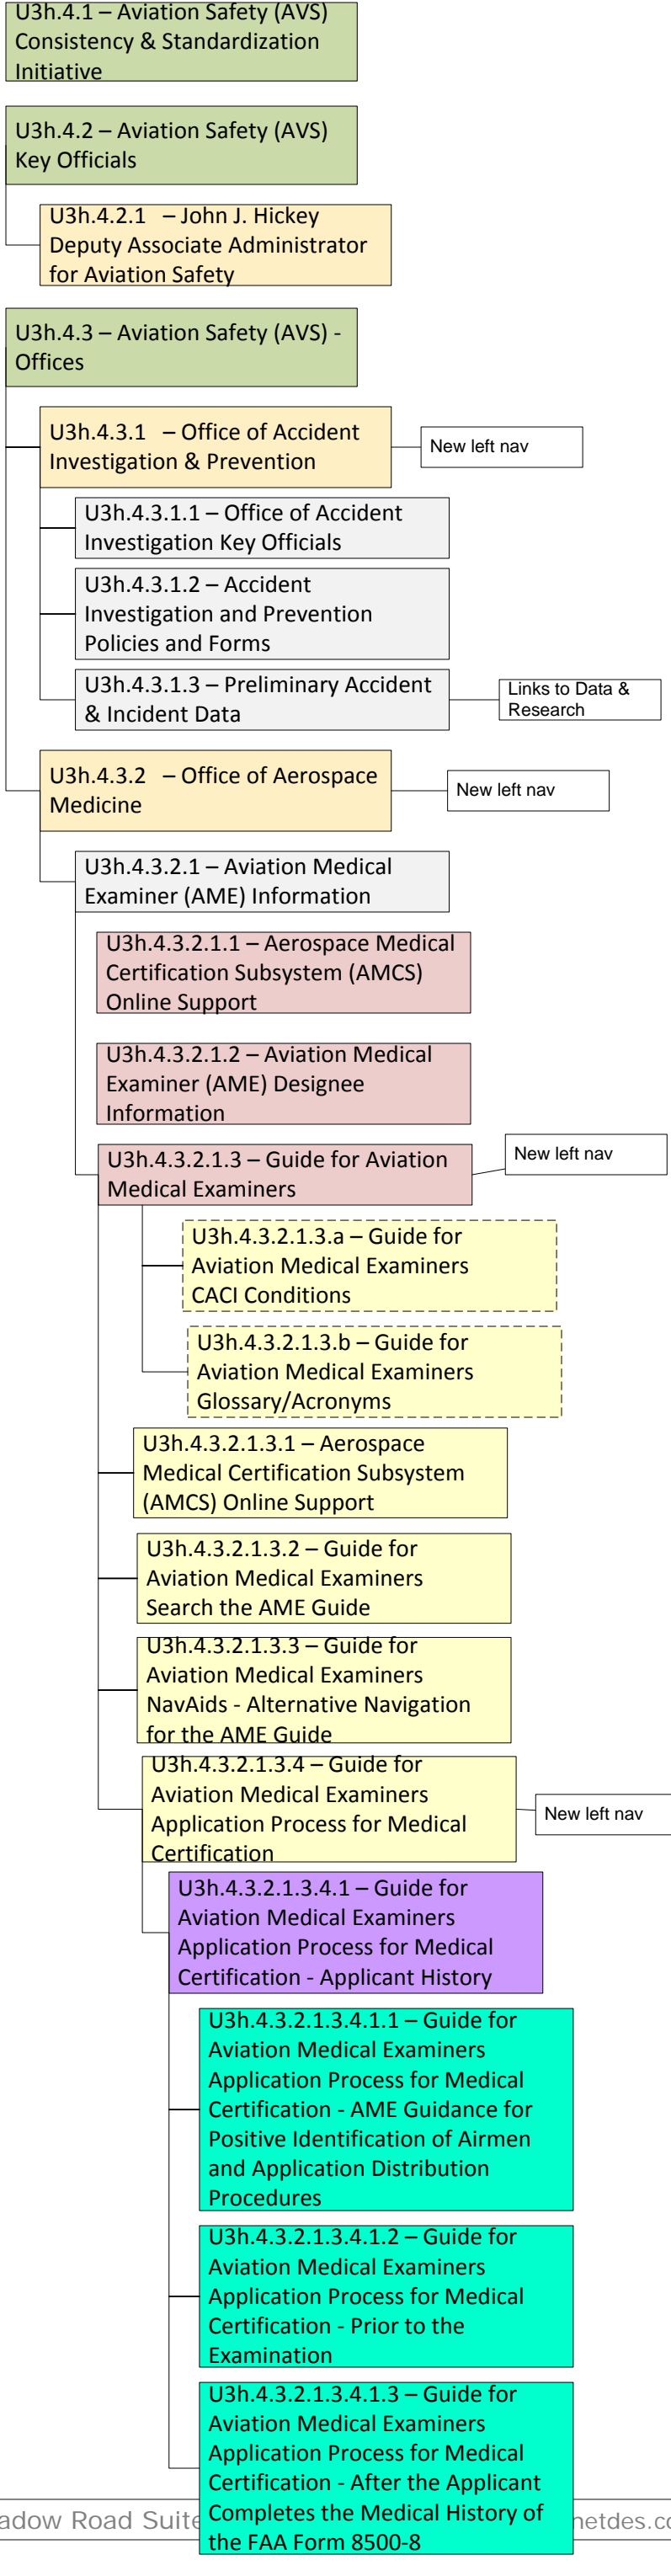 U3h.4.1 – Aviation Safety (AVS)
Consistency & Standardization
Initiative
U3h.4.2 – Aviation Safety (AVS)
Key Officials
U3h.4.2.1 – John J. Hickey
Deputy Associate Administrator
for Aviation Safety
U3h.4.3 – Aviation Safety (AVS) -
Offices
U3h.4.3.1 – Office of Accident
Investigation & Prevention
New left nav
U3h.4.3.1.1 – Office of Accident
Investigation Key Officials
U3h.4.3.1.2 – Accident
Investigation and Prevention
Policies and Forms
U3h.4.3.1.3 – Preliminary Accident
& Incident Data
Links to Data &
Research
U3h.4.3.2 – Office of Aerospace
Medicine
New left nav
U3h.4.3.2.1 – Aviation Medical
Examiner (AME) Information
U3h.4.3.2.1.1 – Aerospace Medical
Certification Subsystem (AMCS)
Online Support
U3h.4.3.2.1.2 – Aviation Medical
Examiner (AME) Designee
Information
U3h.4.3.2.1.3 – Guide for Aviation
Medical Examiners
New left nav
U3h.4.3.2.1.3.a – Guide for
Aviation Medical Examiners
CACI Conditions
U3h.4.3.2.1.3.b – Guide for
Aviation Medical Examiners
Glossary/Acronyms
U3h.4.3.2.1.3.1 – Aerospace
Medical Certification Subsystem
(AMCS) Online Support
U3h.4.3.2.1.3.2 – Guide for
Aviation Medical Examiners
Search the AME Guide
U3h.4.3.2.1.3.3 – Guide for
Aviation Medical Examiners
NavAids - Alternative Navigation
for the AME Guide
U3h.4.3.2.1.3.4 – Guide for
Aviation Medical Examiners
Application Process for Medical
Certification
New left nav
U3h.4.3.2.1.3.4.1 – Guide for
Aviation Medical Examiners
Application Process for Medical
Certification - Applicant History
U3h.4.3.2.1.3.4.1.1 – Guide for
Aviation Medical Examiners
Application Process for Medical
Certification - AME Guidance for
Positive Identification of Airmen
and Application Distribution
Procedures
U3h.4.3.2.1.3.4.1.2 – Guide for
Aviation Medical Examiners
Application Process for Medical
Certification - Prior to the
Examination
U3h.4.3.2.1.3.4.1.3 – Guide for
Aviation Medical Examiners
Application Process for Medical
Certification - After the Applicant
Completes the Medical History of
the FAA Form 8500-8
adow Road Suite netdes.co